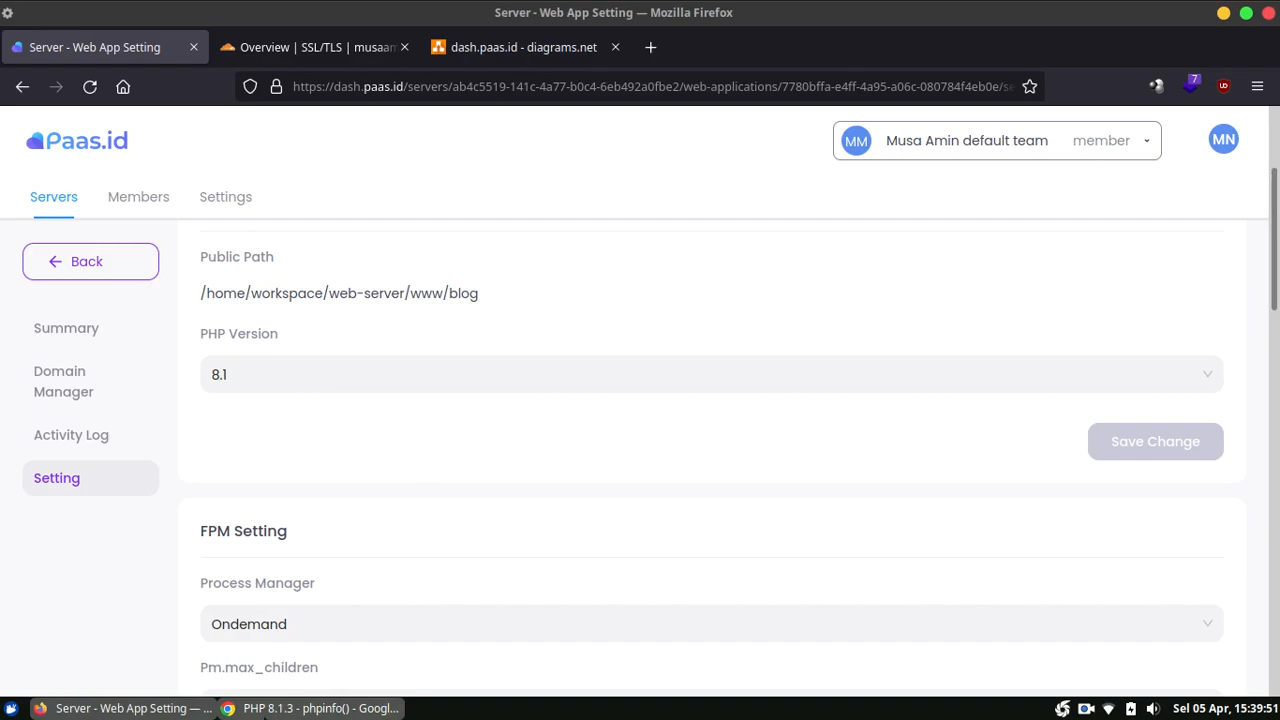 Server - Web App Setting — Mozilla Firefox
Server - Web App Setting
Overview | SSL/TLS | musaam
dash.paas.id - diagrams.net
https://dash.paas.id/servers/ab4c5519-141c-4a77-b0c4-6eb492a0fbe2/web-applications/7780bffa-e4ff-4a95-a06c-080784f4eb0e/se
7
UD
Paas.id
MM Musa Amin default team member
MN
Servers Members Settings
Back
Summary
Domain
Manager
Activity Log
Setting
Public Path
/home/workspace/web-server/www/blog
PHP Version
8.1
Save Change
FPM Setting
Process Manager
Ondemand
Pm.max_children
Server - Web App Setting — ...
PHP 8.1.3 - phpinfo() - Googl...
Sel 05 Apr, 15:39:51